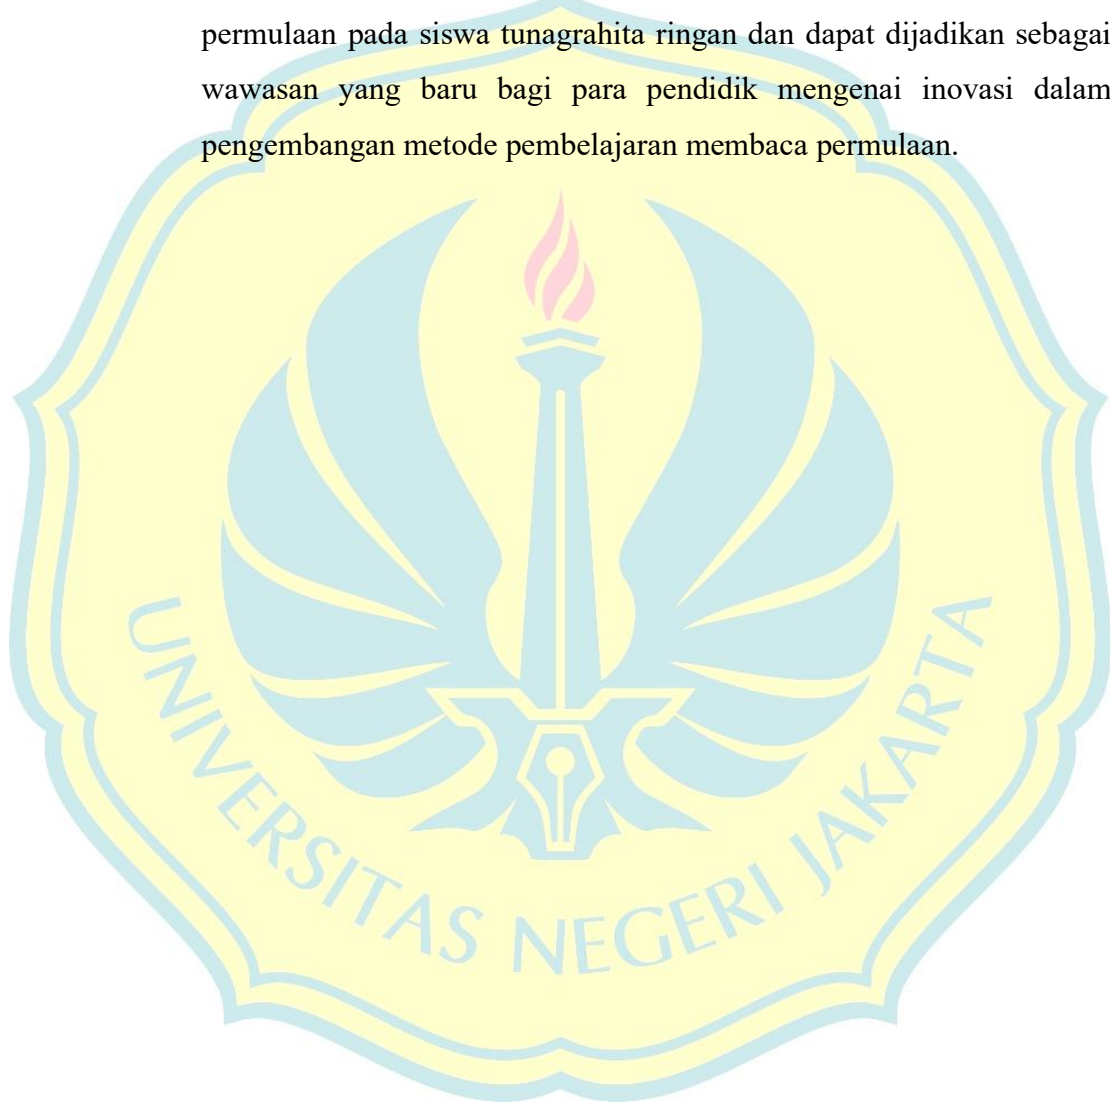 permulaan pada siswa tunagrahita ringan dan dapat dijadikan sebagai
wawasan yang baru bagi para pendidik mengenai inovasi dalam
pengembangan metode pembelajaran membaca permulaan.
UNIVERSITAS NEGERI JAKARTA